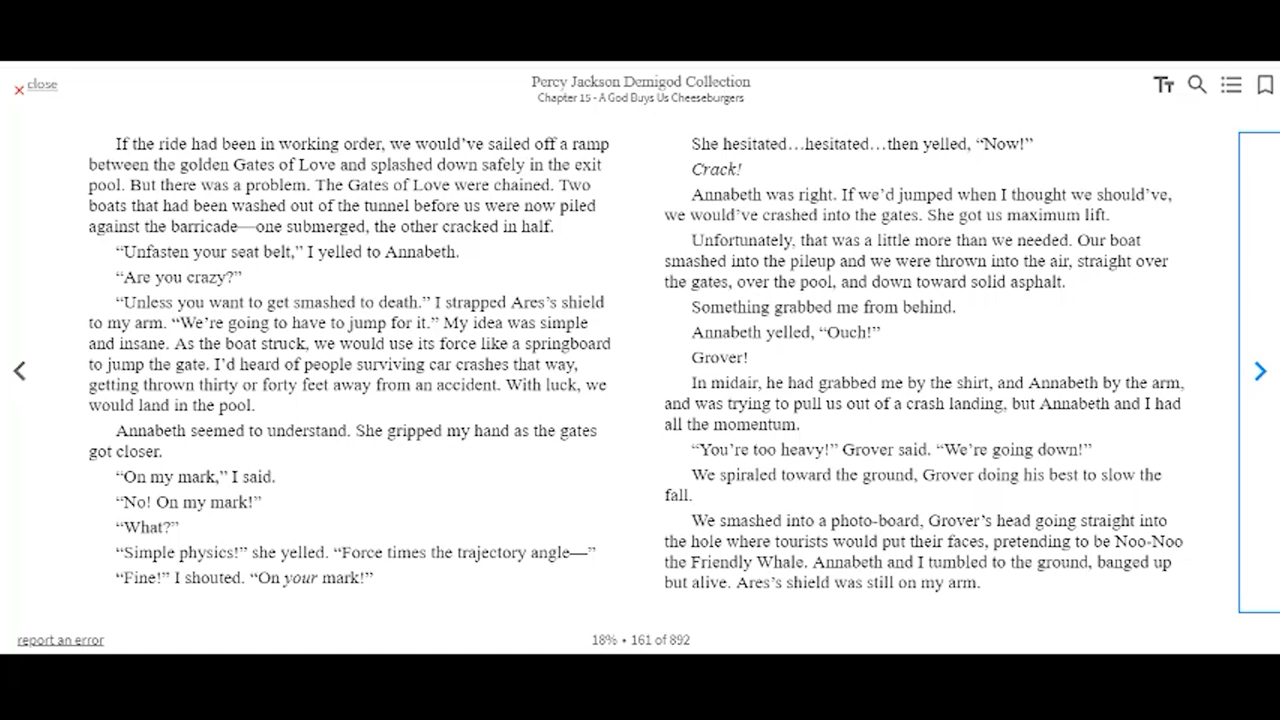 close
Percy Jackson Demigod Collection
Chapter 15 - A God Buys Us Cheeseburgers
If the ride had been in working order, we would’ve sailed off a ramp
between the golden Gates of Love and splashed down safely in the exit
pool. But there was a problem. The Gates of Love were chained. Two
boats that had been washed out of the tunnel before us were now piled
against the barricade—one submerged, the other cracked in half.
“Unfasten your seat belt,” I yelled to Annabeth.
“Are you crazy?”
“Unless you want to get smashed to death.” I strapped Ares’s shield
to my arm. “We’re going to have to jump for it.” My idea was simple
and insane. As the boat struck, we would use its force like a springboard
to jump the gate. I’d heard of people surviving car crashes that way,
getting thrown thirty or forty feet away from an accident. With luck, we
would land in the pool.
Annabeth seemed to understand. She gripped my hand as the gates
got closer.
“On my mark,” I said.
“No! On my mark!”
“What?”
“Simple physics!” she yelled. “Force times the trajectory angle—”
“Fine!” I shouted. “On your mark!”
She hesitated…hesitated…then yelled, “Now!”
Crack!
Annabeth was right. If we’d jumped when I thought we should’ve,
we would’ve crashed into the gates. She got us maximum lift.
Unfortunately, that was a little more than we needed. Our boat
smashed into the pileup and we were thrown into the air, straight over
the gates, over the pool, and down toward solid asphalt.
Something grabbed me from behind.
Annabeth yelled, “Ouch!”
Grover!
In midair, he had grabbed me by the shirt, and Annabeth by the arm,
and was trying to pull us out of a crash landing, but Annabeth and I had
all the momentum.
“You’re too heavy!” Grover said. “We’re going down!”
We spiraled toward the ground, Grover doing his best to slow the
fall.
We smashed into a photo-board, Grover’s head going straight into
the hole where tourists would put their faces, pretending to be Noo-Noo
the Friendly Whale. Annabeth and I tumbled to the ground, banged up
but alive. Ares’s shield was still on my arm.
report an error
18% • 161 of 892